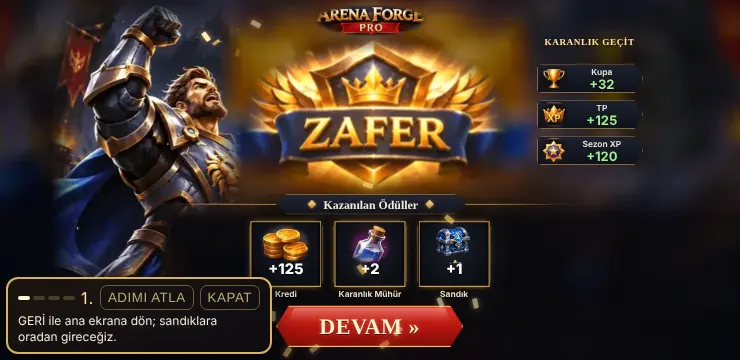 ARENA FORGE
PRO
ZAFER
KARANLIK GEÇİT
Kupa
+32
XP
TP
+125
Sezon XP
+120
Kazanılan Ödüller
+125
+2
+1
Kredi
Karanlık Mühür
Sandık
1. ADIMI ATLA KAPAT
GERİ ile ana ekrana dön; sandıklara
oradan gireceğiz.
DEVAM »